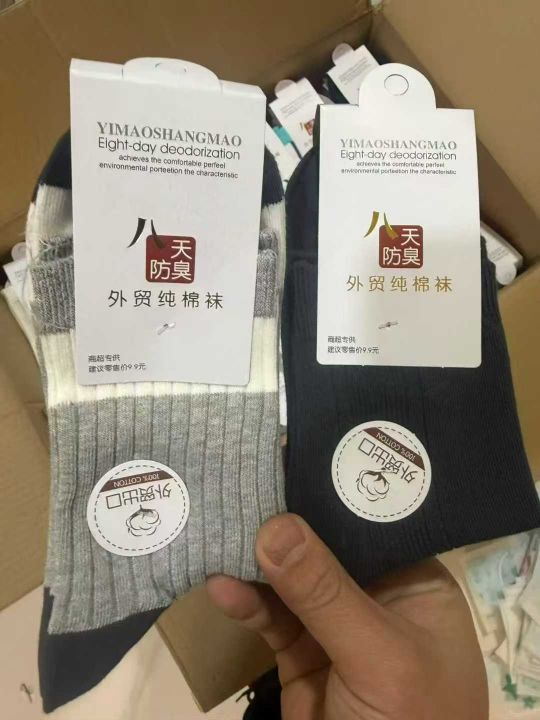 YIMAOSHANGMAO
Eight-day deodorization
achieves the comfortable perfeel
environmental porteetion the characteristic
八天
防臭
外贸纯棉袜
商超专供
建议零售价9.9元
100% COTTON
外贸出口
YIMAOSHANGMAO
Eight-day deodorization
achieves the comfortable perfeel
environmental porteetion the characteristic
八天
防臭
外贸纯棉袜
商超专供
建议零售价9.9元
100% COTTON
外贸出口